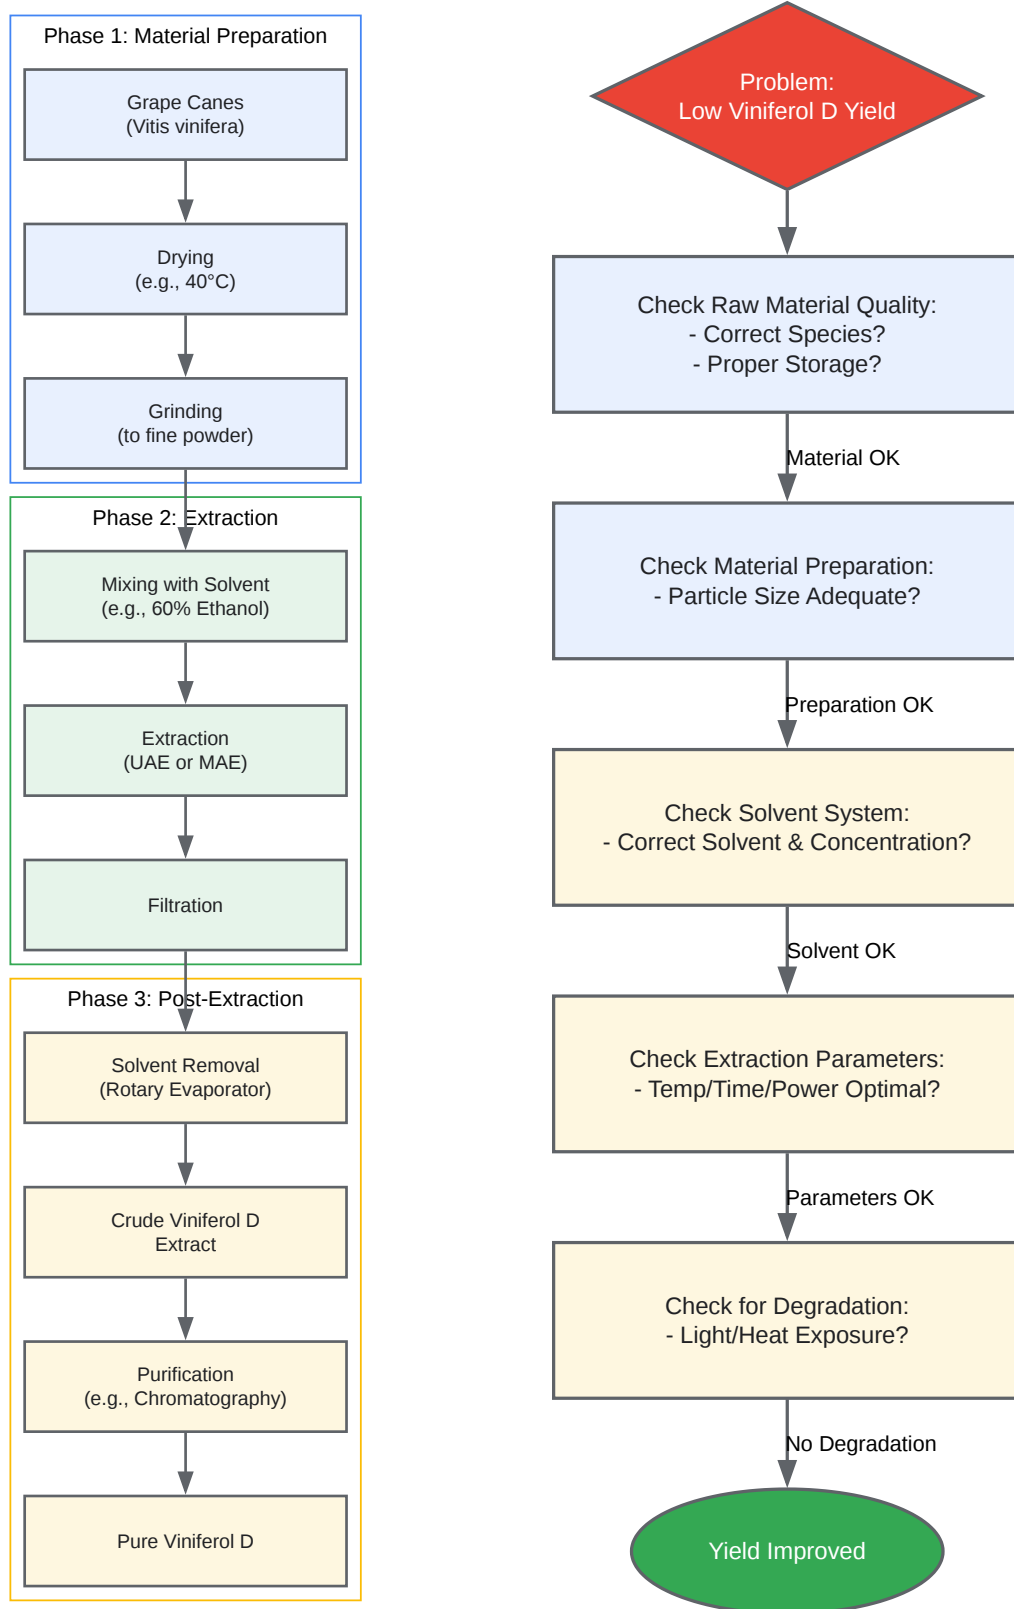 Phase 1: Material Preparation
Grape Canes
(Vitis vinifera)
Drying
(e.g., 40°C)
Grinding
(to fine powder)
Phase 2: Extraction
Mixing with Solvent
(e.g., 60% Ethanol)
Extraction
(UAE or MAE)
Filtration
Phase 3: Post-Extraction
Solvent Removal
(Rotary Evaporator)
Crude Viniferol D
Extract
Purification
(e.g., Chromatography)
Pure Viniferol D
Problem:
Low Viniferol D Yield
Check Raw Material Quality:
- Correct Species?
- Proper Storage?
Material OK
Check Material Preparation:
- Particle Size Adequate?
Preparation OK
Check Solvent System:
- Correct Solvent & Concentration?
Solvent OK
Check Extraction Parameters:
- Temp/Time/Power Optimal?
Parameters OK
Check for Degradation:
- Light/Heat Exposure?
No Degradation
Yield Improved